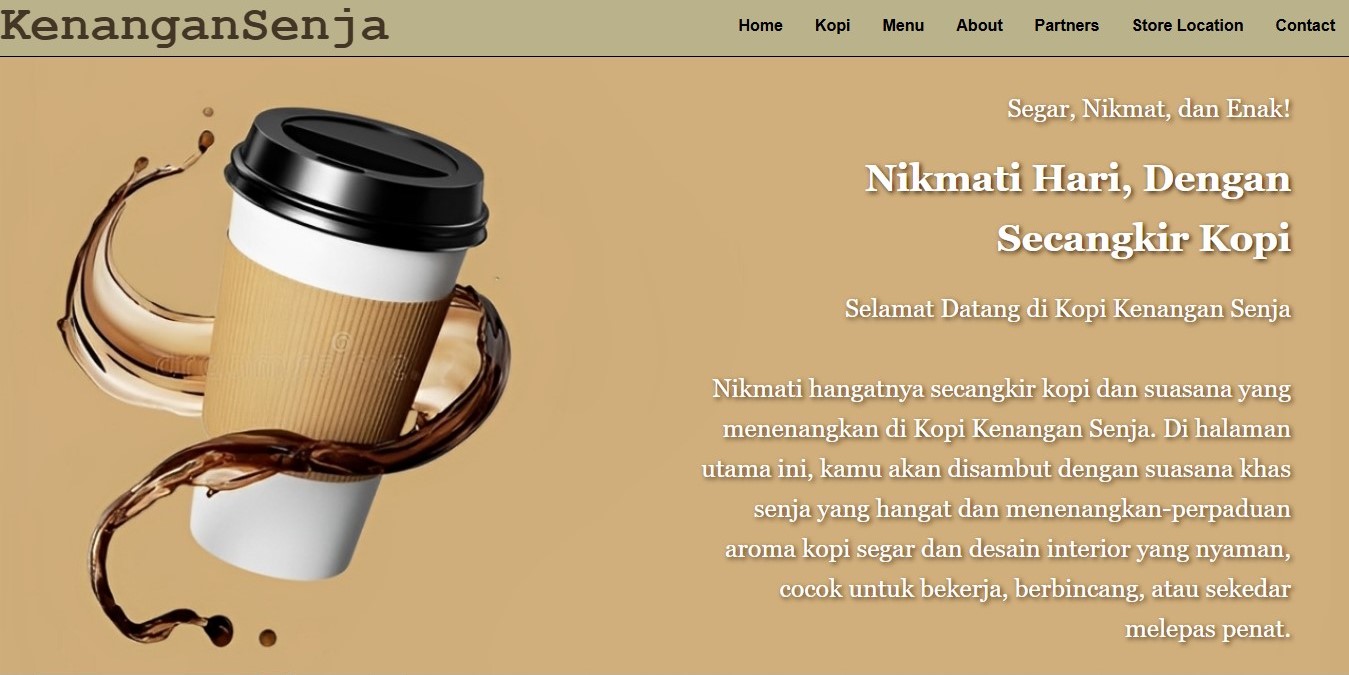 KenanganSenja
Home Kopi Menu About Partners Store Location Contact
Segar, Nikmat, dan Enak!
Nikmati Hari, Dengan
Secangkir Kopi
Selamat Datang di Kopi Kenangan Senja
Nikmati hangatnya secangkir kopi dan suasana yang
menenangkan di Kopi Kenangan Senja. Di halaman
utama ini, kamu akan disambut dengan suasana khas
senja yang hangat dan menenangkan-perpaduan
aroma kopi segar dan desain interior yang nyaman,
cocok untuk bekerja, berbincang, atau sekedar
melepas penat.